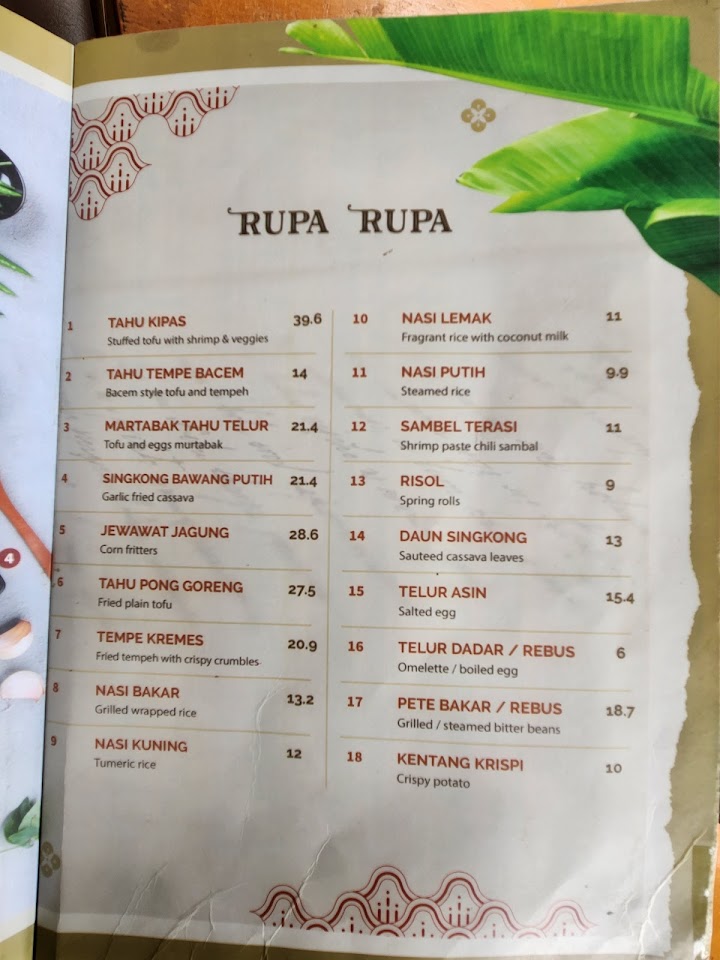 RUPA RUPA
1 TAHU KIPAS 39.6
Stuffed tofu with shrimp & veggies
2 TAHU TEMPE BACEM 14
Bacem style tofu and tempeh
3 MARTABAK TAHU TELUR 21.4
Tofu and eggs murtabak
4 SINGKONG BAWANG PUTIH 21.4
Garlic fried cassava
5 JEWAWAT JAGUNG 28.6
Corn fritters
6 TAHU PONG GORENG 27.5
Fried plain tofu
7 TEMPE KREMES 20.9
Fried tempeh with crispy crumbles
8 NASI BAKAR 13.2
Grilled wrapped rice
9 NASI KUNING 12
Tumeric rice
10 NASI LEMAK 11
Fragrant rice with coconut milk
11 NASI PUTIH 9.9
Steamed rice
12 SAMBEL TERASI 11
Shrimp paste chili sambal
13 RISOL 9
Spring rolls
14 DAUN SINGKONG 13
Sauteed cassava leaves
15 TELUR ASIN 15.4
Salted egg
16 TELUR DADAR / REBUS 6
Omelette / boiled egg
17 PETE BAKAR / REBUS 18.7
Grilled / steamed bitter beans
18 KENTANG KRISPI 10
Crispy potato
4